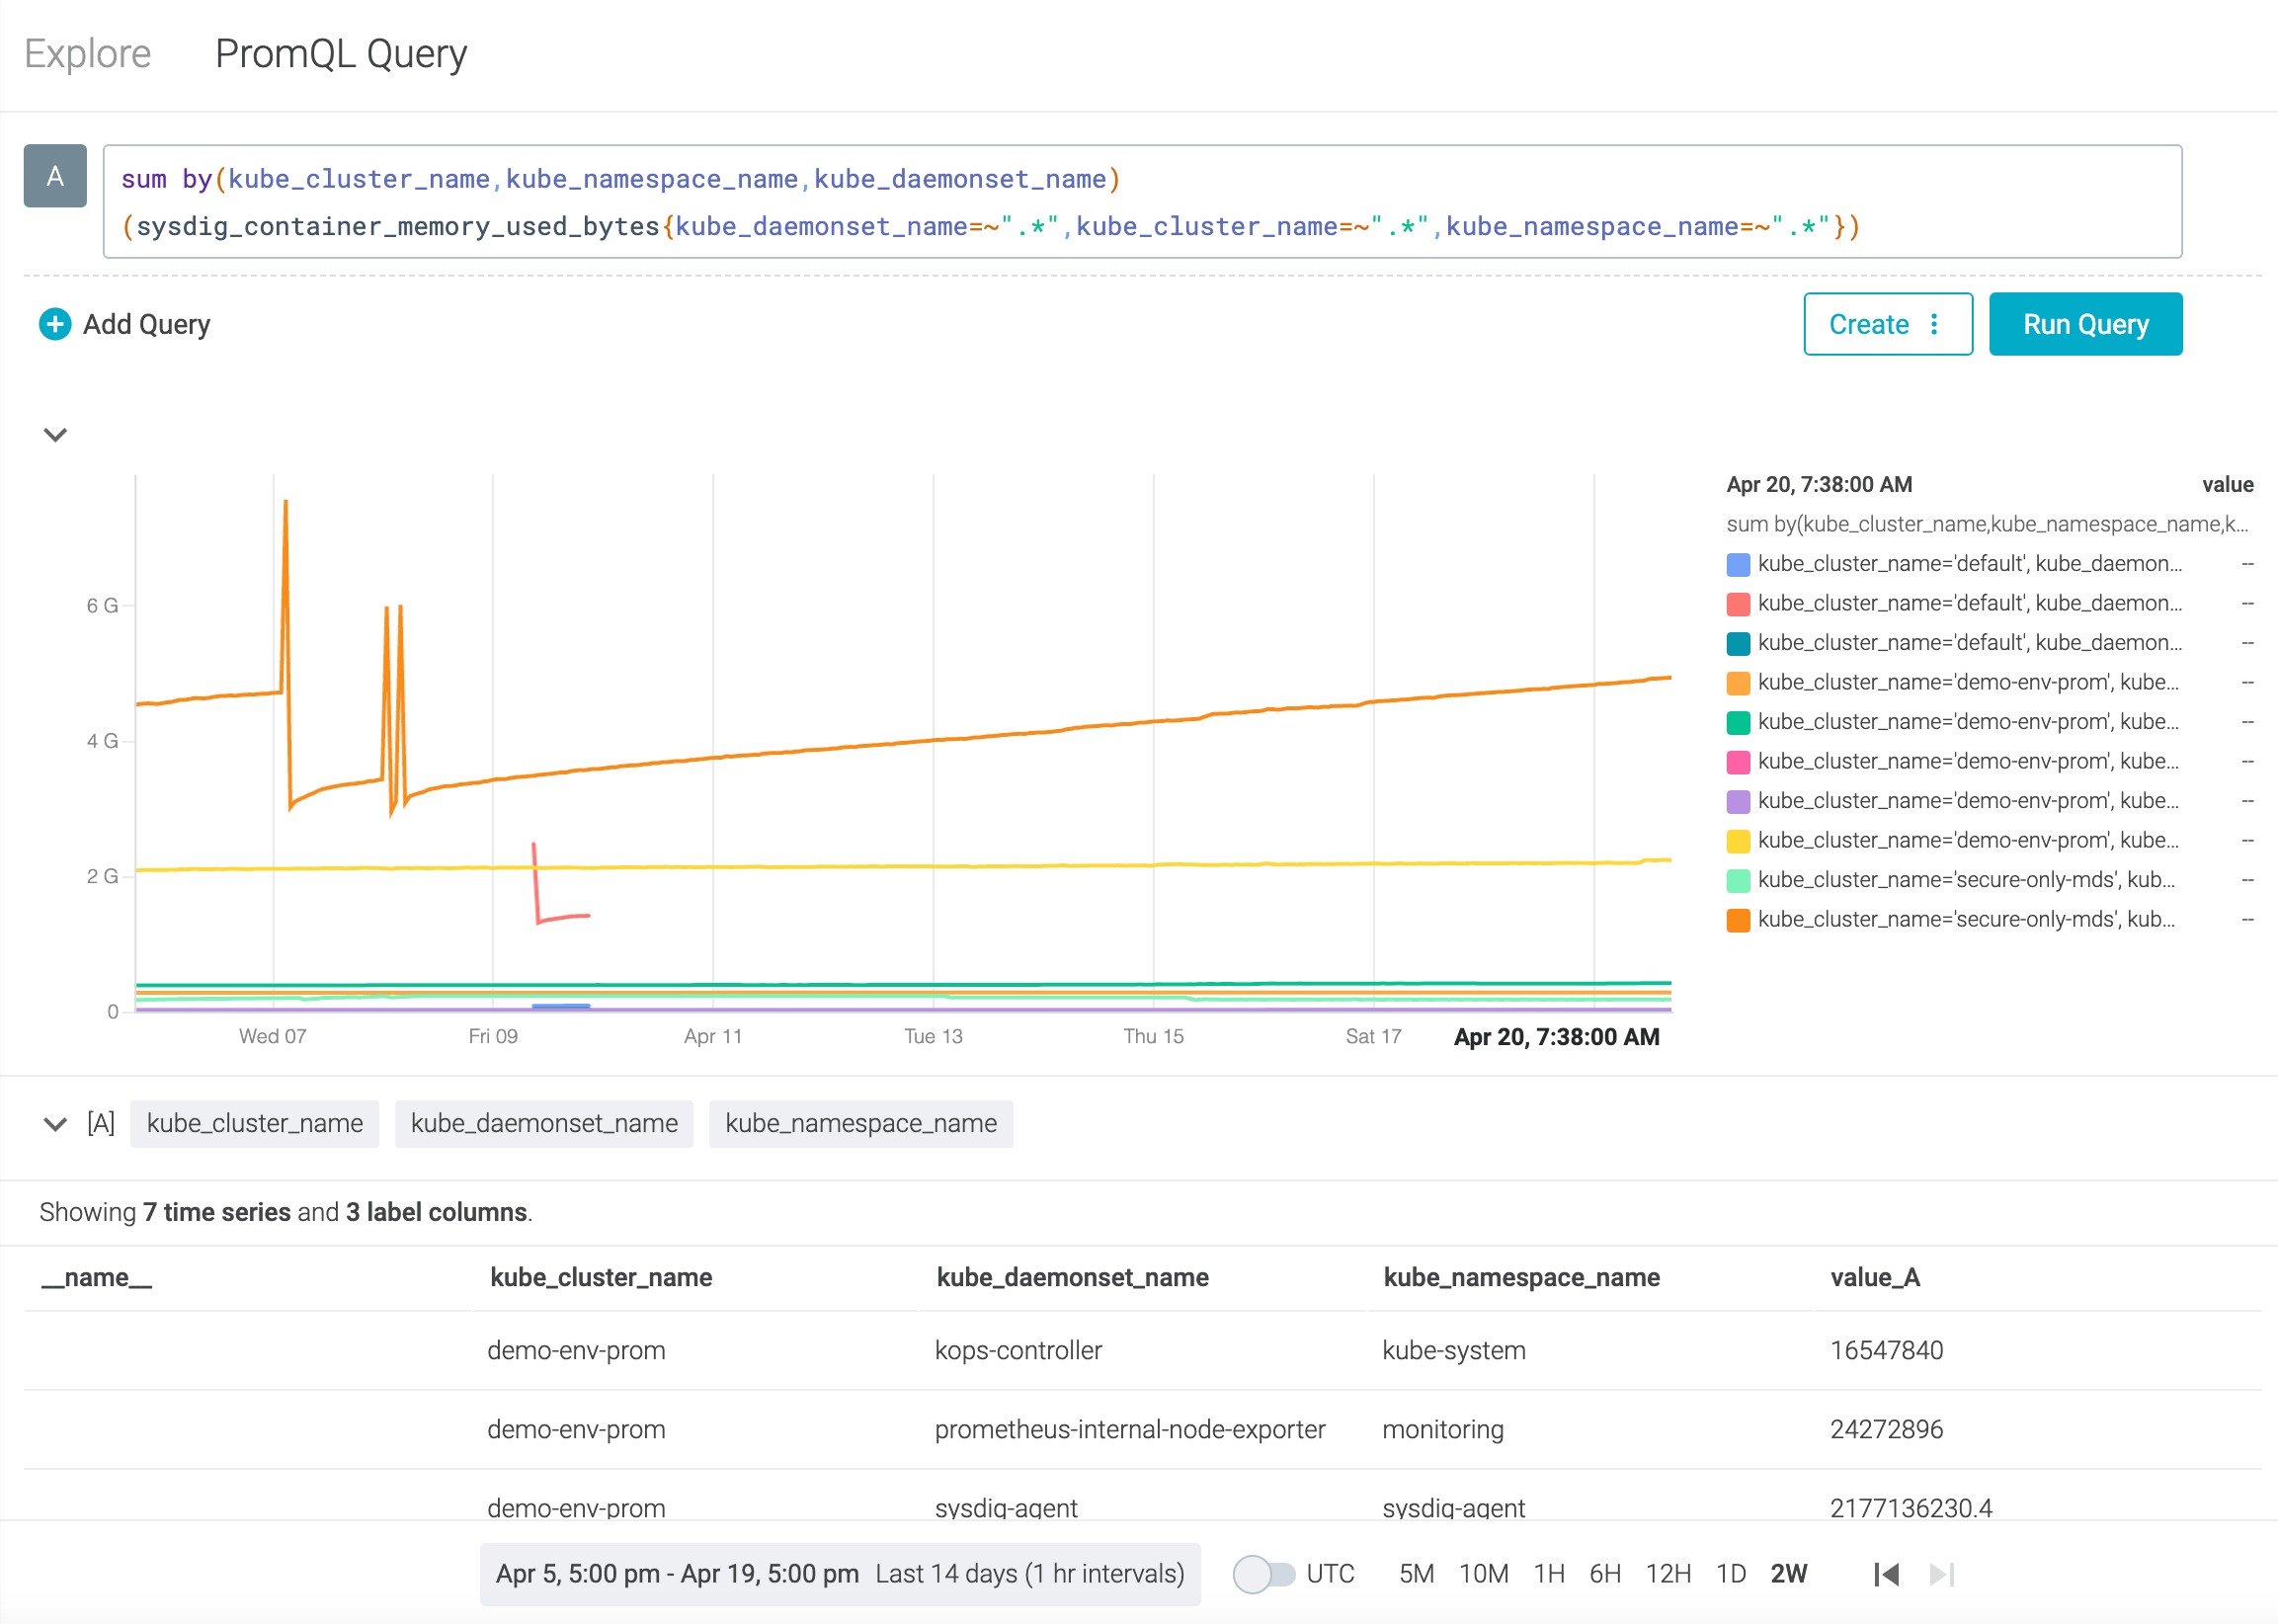 Explore PromQL Query
A
sum by(kube_cluster_name,kube_namespace_name,kube_daemonset_name)
(sysdig_container_memory_used_bytes{kube_daemonset_name=~".*",kube_cluster_name=~".*",kube_namespace_name=~".*"})
Add Query
Create
Run Query
6 G
4 G
2 G
0
Wed 07 Fri 09 Apr 11 Tue 13 Thu 15 Sat 17 Apr 20, 7:38:00 AM
Apr 20, 7:38:00 AM value
sum by(kube_cluster_name,kube_namespace_name,k...
kube_cluster_name='default', kube_daemon... --
kube_cluster_name='default', kube_daemon... --
kube_cluster_name='default', kube_daemon... --
kube_cluster_name='demo-env-prom', kube... --
kube_cluster_name='demo-env-prom', kube... --
kube_cluster_name='demo-env-prom', kube... --
kube_cluster_name='demo-env-prom', kube... --
kube_cluster_name='demo-env-prom', kube... --
kube_cluster_name='secure-only-mds', kub... --
kube_cluster_name='secure-only-mds', kub... --
[A] kube_cluster_name kube_daemonset_name kube_namespace_name
Showing 7 time series and 3 label columns.
__name__ kube_cluster_name kube_daemonset_name kube_namespace_name value_A
demo-env-prom kops-controller kube-system 16547840
demo-env-prom prometheus-internal-node-exporter monitoring 24272896
demo-env-prom sysdig-agent sysdig-agent 2177136230.4
Apr 5, 5:00 pm - Apr 19, 5:00 pm Last 14 days (1 hr intervals) UTC 5M 10M 1H 6H 12H 1D 2W